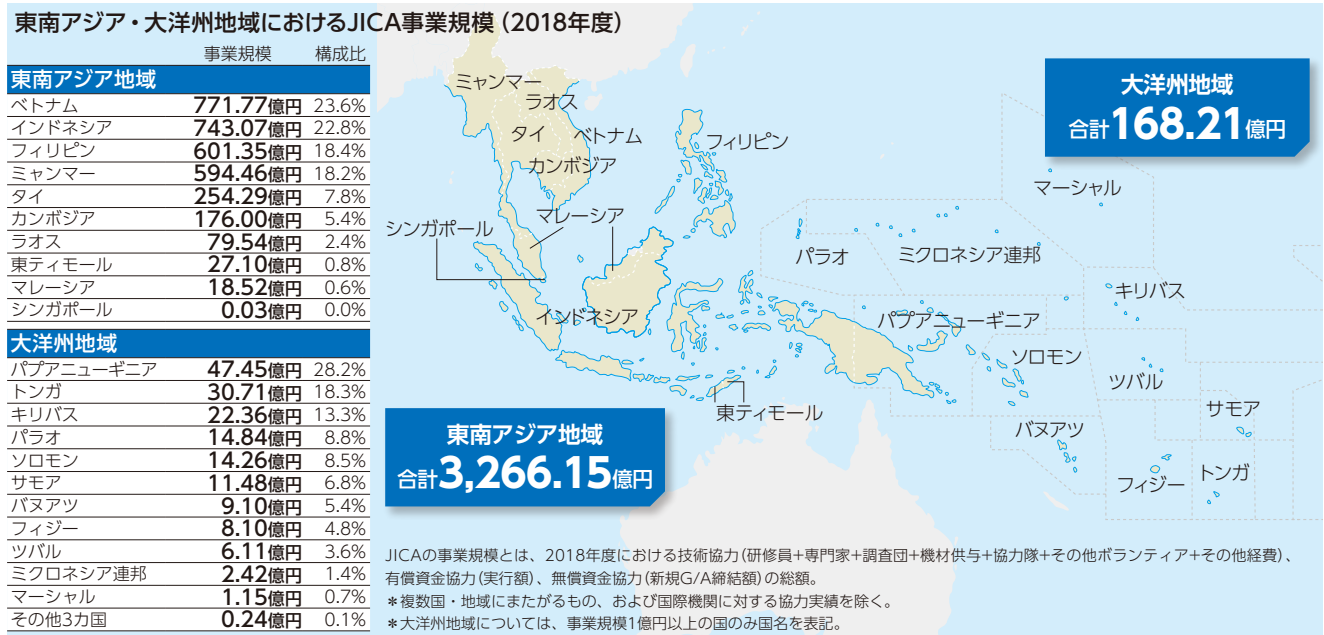 東南アジア・大洋州地域におけるJICA事業規模（2018年度）
事業規模 構成比
東南アジア地域
ベトナム 771.77億円 23.6%
インドネシア 743.07億円 22.8%
フィリピン 601.35億円 18.4%
ミャンマー 594.46億円 18.2%
タイ 254.29億円 7.8%
カンボジア 176.00億円 5.4%
ラオス 79.54億円 2.4%
東ティモール 27.10億円 0.8%
マレーシア 18.52億円 0.6%
シンガポール 0.03億円 0.0%
大洋州地域
パプアニューギニア 47.45億円 28.2%
トンガ 30.71億円 18.3%
キリバス 22.36億円 13.3%
パラオ 14.84億円 8.8%
ソロモン 14.26億円 8.5%
サモア 11.48億円 6.8%
バヌアツ 9.10億円 5.4%
フィジー 8.10億円 4.8%
ツバル 6.11億円 3.6%
ミクロネシア連邦 2.42億円 1.4%
マーシャル 1.15億円 0.7%
その他3カ国 0.24億円 0.1%
ミャンマー
ラオス
タイ
ベトナム
カンボジア
フィリピン
マレーシア
シンガポール
インドネシア
東ティモール
大洋州地域
合計168.21億円
マーシャル
パラオ
ミクロネシア連邦
キリバス
パプアニューギニア
ソロモン
ツバル
サモア
バヌアツ
フィジー
トンガ
東南アジア地域
合計3,266.15億円
JICAの事業規模とは、2018年度における技術協力（研修員+専門家+調査団+機材供与+協力隊+その他ボランティア+その他経費）、
有償資金協力（実行額）、無償資金協力（新規G/A締結額）の総額。
＊複数国・地域にまたがるもの、および国際機関に対する協力実績を除く。
＊大洋州地域については、事業規模1億円以上の国のみ国名を表記。